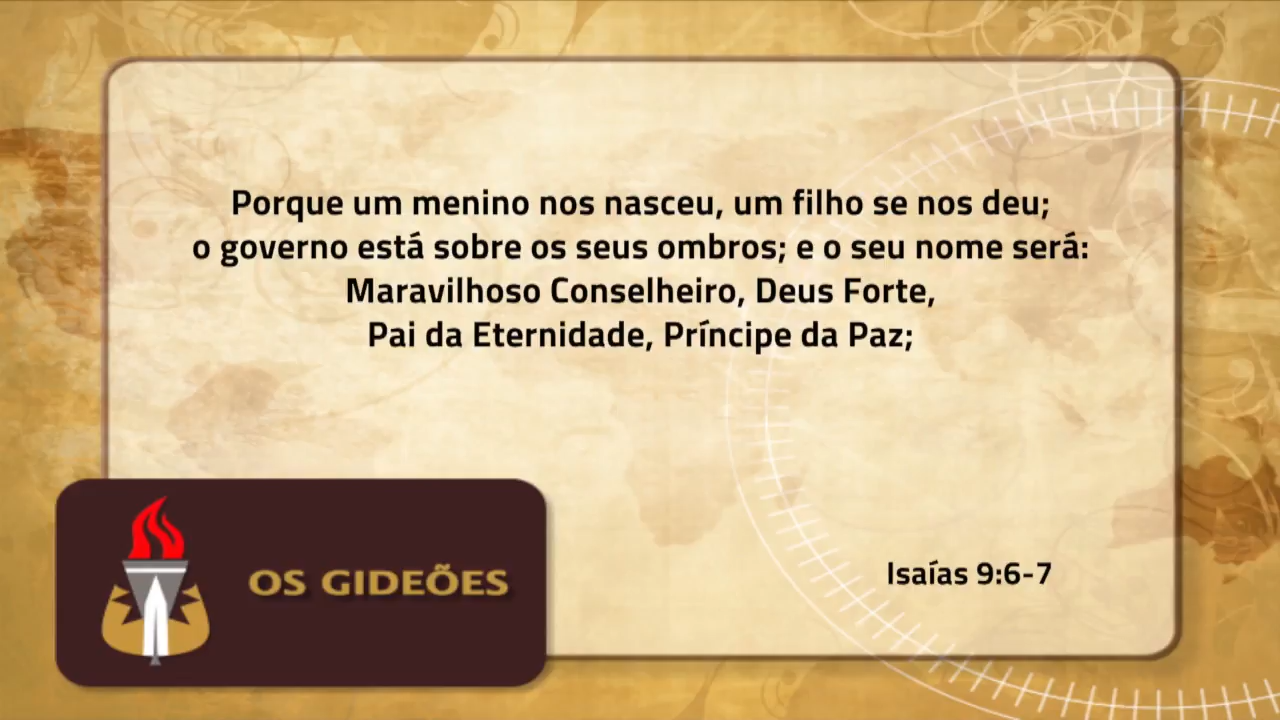 Porque um menino nos nasceu, um filho se nos deu;
o governo está sobre os seus ombros; e o seu nome será:
Maravilhoso Conselheiro, Deus Forte,
Pai da Eternidade, Príncipe da Paz;
OS GIDEÕES
Isaías 9:6-7